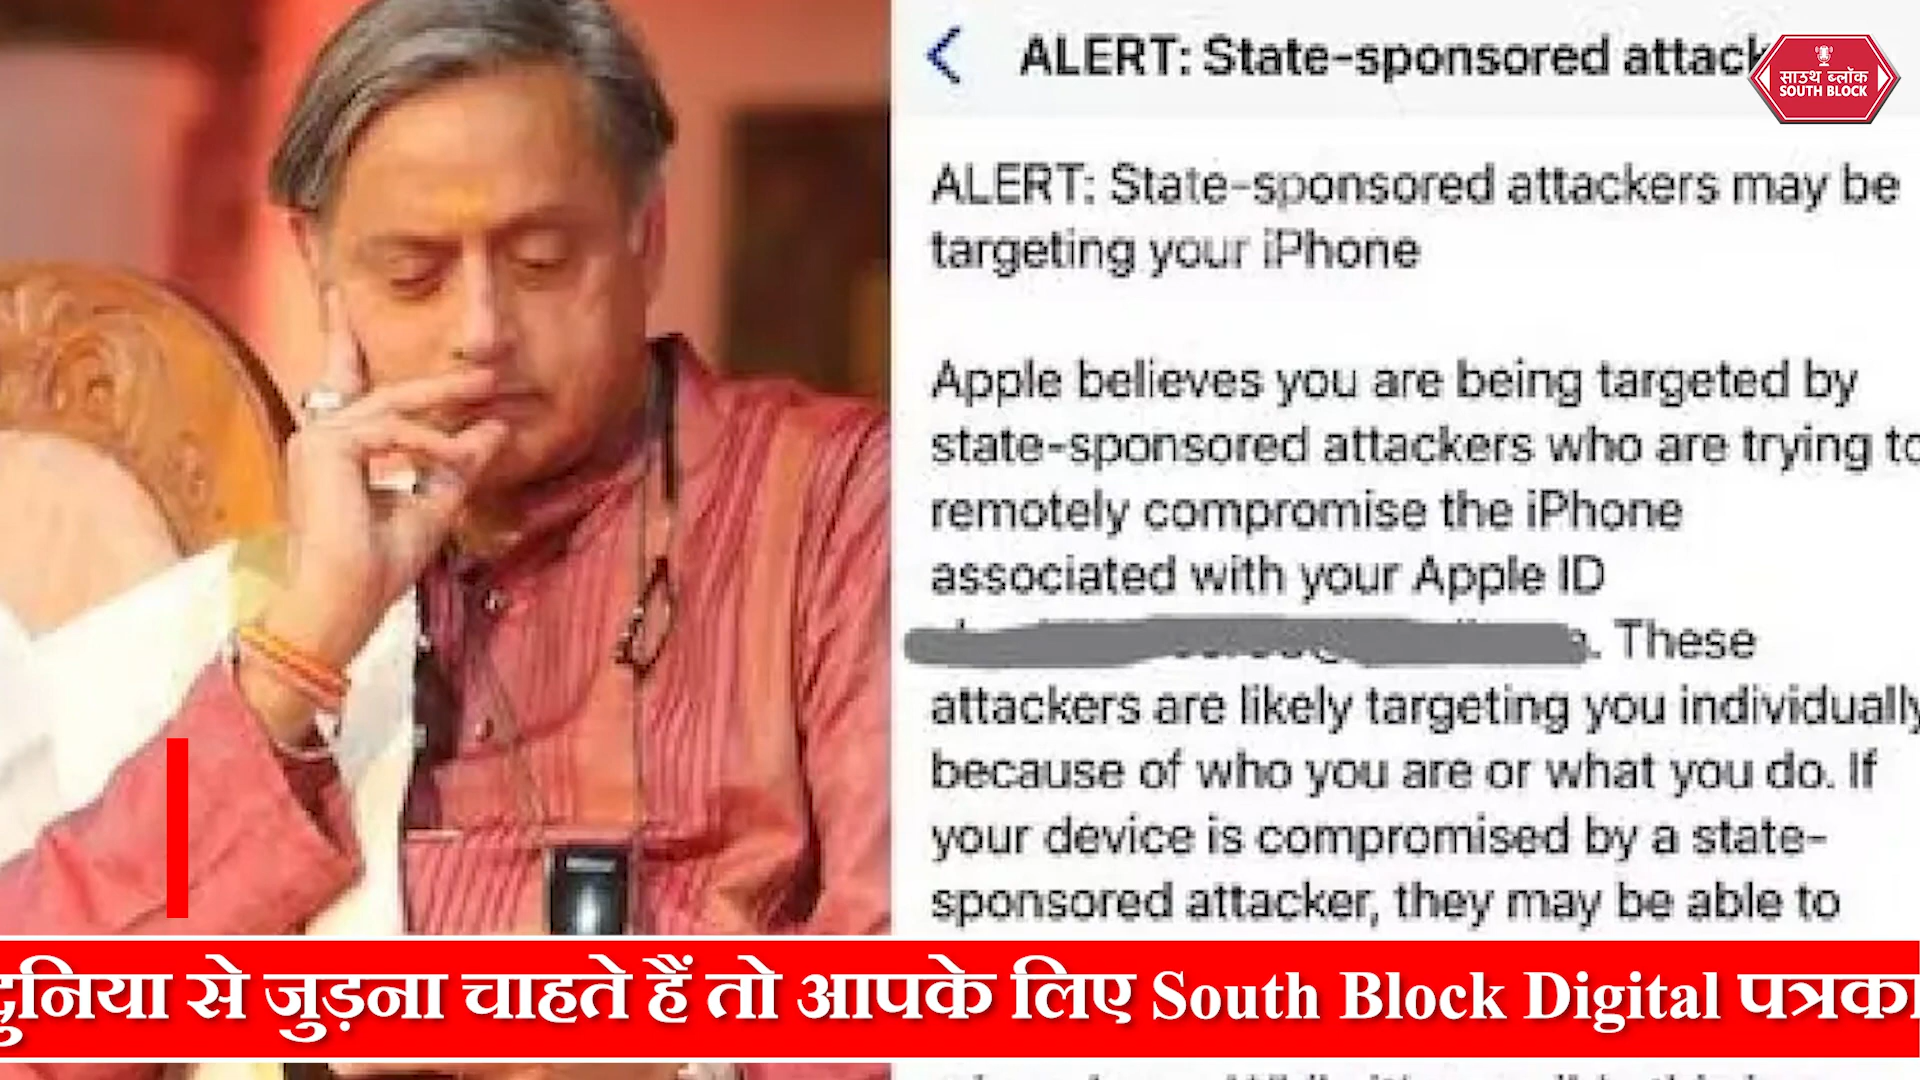 ALERT: State-sponsored attack
साउथ ब्लॉक
SOUTH BLOCK
ALERT: State-sponsored attackers may be
targeting your iPhone
Apple believes you are being targeted by
state-sponsored attackers who are trying to
remotely compromise the iPhone
associated with your Apple ID
. These
attackers are likely targeting you individually
because of who you are or what you do. If
your device is compromised by a state-
sponsored attacker, they may be able to
दुनिया से जुड़ना चाहते हैं तो आपके लिए South Block Digital पत्रका